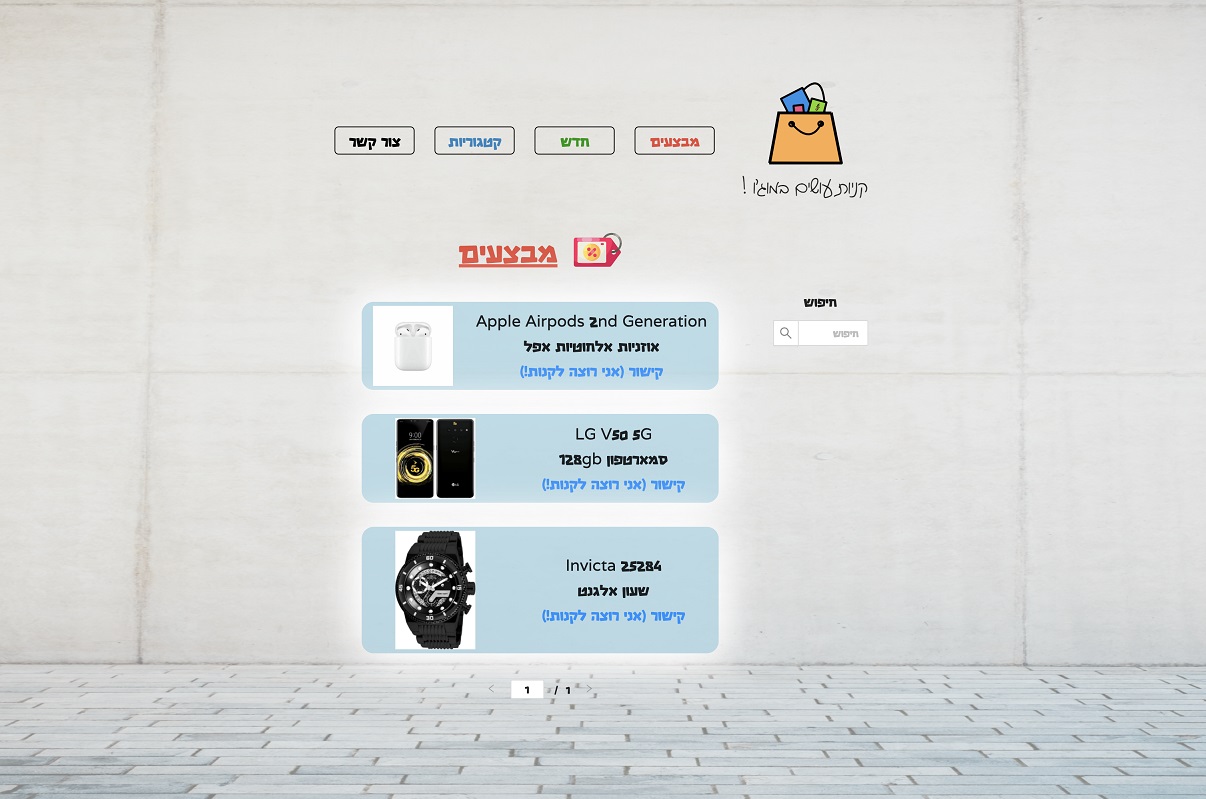 קניות עושים במוג'ו !
מבצעים
חדש
קטגוריות
צור קשר
מבצעים
חיפוש
חיפוש
Apple Airpods 2nd Generation
אוזניות אלחוטיות אפל
קישור (אני רוצה לקנות!)
LG V50 5G
סמארטפון 128gb
קישור (אני רוצה לקנות!)
Invicta 25284
שעון אלגנט
קישור (אני רוצה לקנות!)
1 / 1